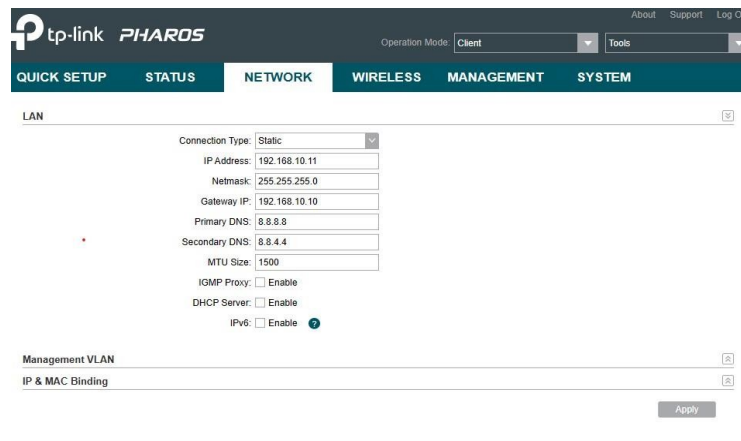 About Support Log O
tp-link PHAROS
Operation Mode: Client Tools
QUICK SETUP STATUS NETWORK WIRELESS MANAGEMENT SYSTEM
LAN
Connection Type: Static
IP Address: 192.168.10.11
Netmask: 255.255.255.0
Gateway IP: 192.168.10.10
Primary DNS: 8.8.8.8
Secondary DNS: 8.8.4.4
MTU Size: 1500
IGMP Proxy: Enable
DHCP Server: Enable
IPv6: Enable ?
Management VLAN
IP & MAC Binding
Apply